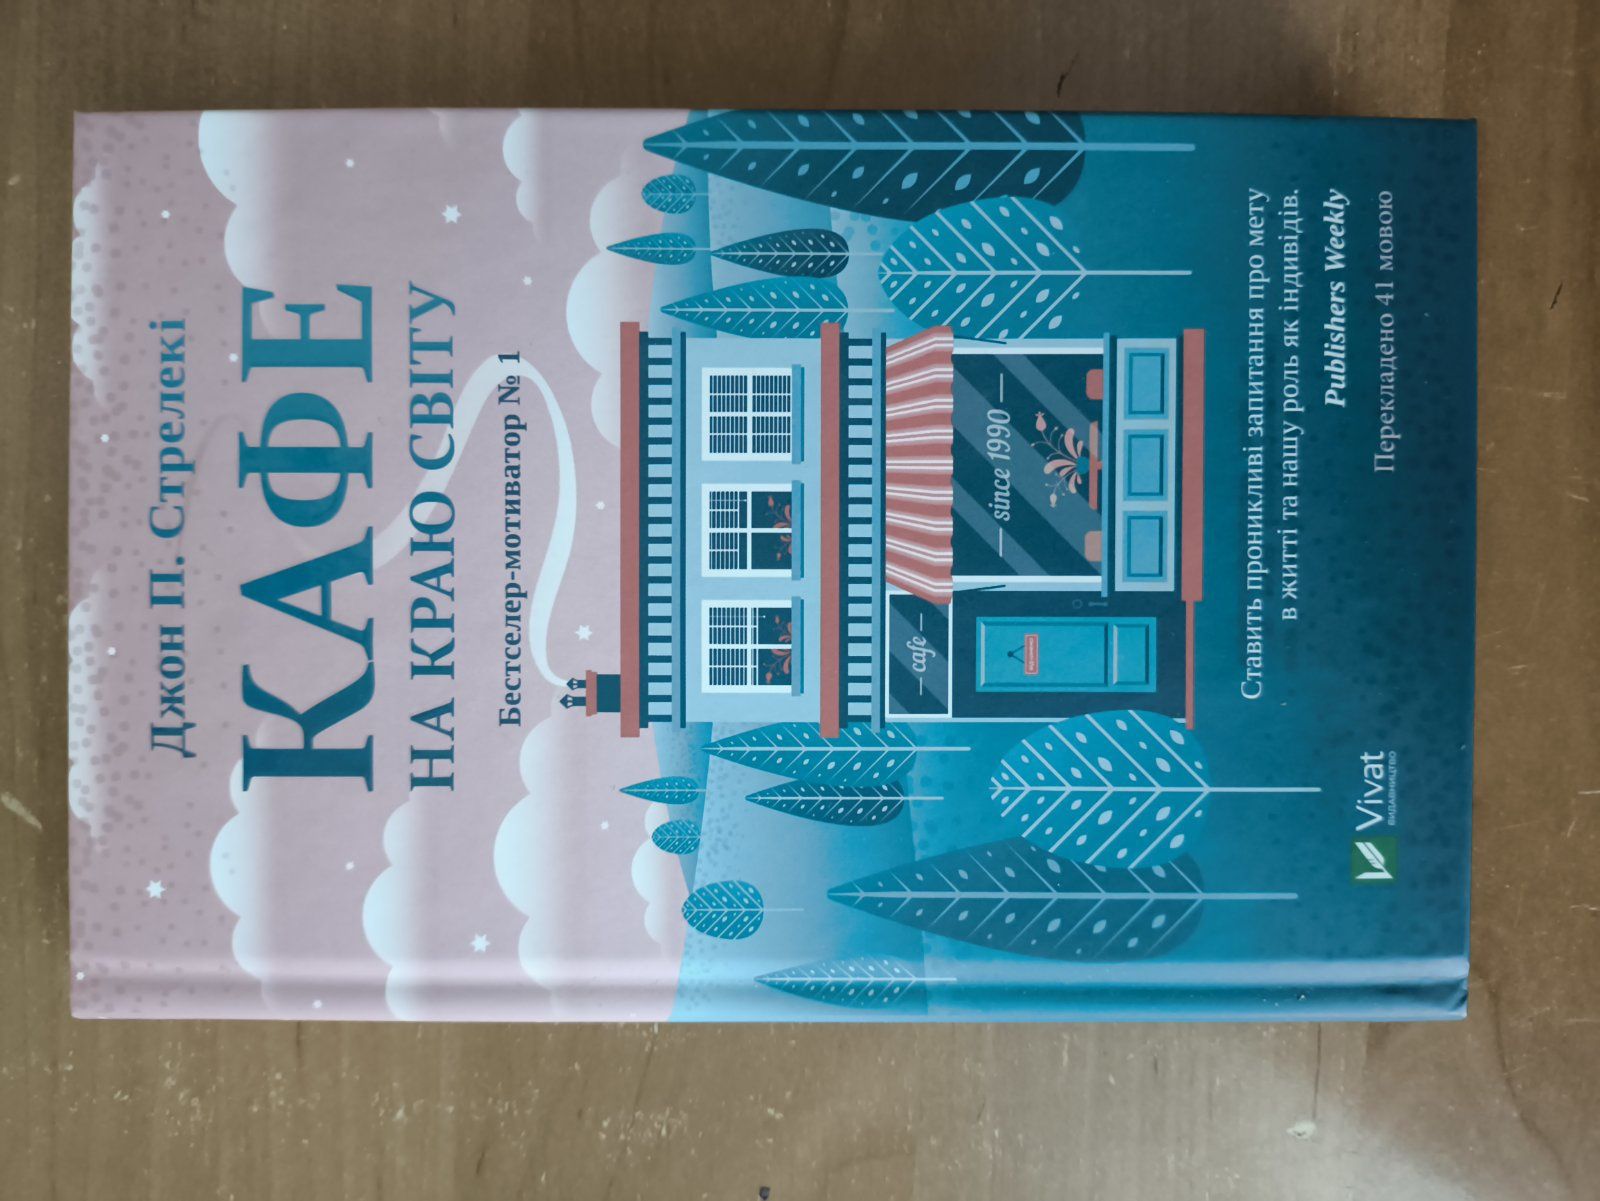 Джон П. Стрелекі
КАФЕ
НА КРАЮ СВІТУ
Бестселер-мотиватор № 1
since 1990
cafe
Ставить проникливі запитання про мету
в житті та нашу роль як індивідів.
Publishers Weekly
Перекладено 41 мовою
Vivat
ВИДАВНИЦТВО